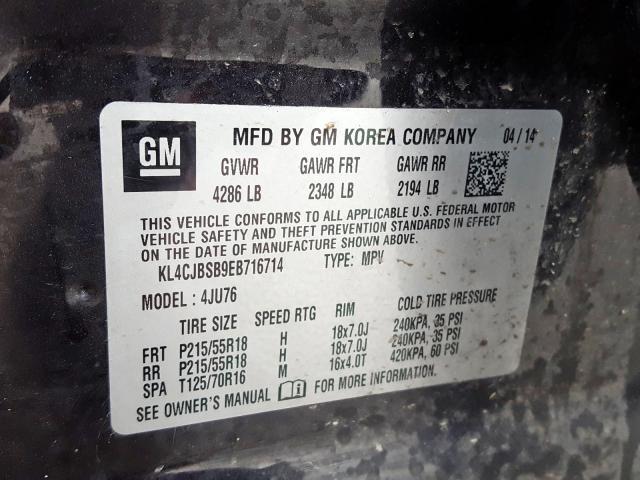 GM MFD BY GM KOREA COMPANY 04/14
GVWR GAWR FRT GAWR RR
4286 LB 2348 LB 2194 LB
THIS VEHICLE CONFORMS TO ALL APPLICABLE U.S. FEDERAL MOTOR
VEHICLE SAFETY AND THEFT PREVENTION STANDARDS IN EFFECT
ON THE DATE OF MANUFACTURE SHOWN ABOVE.
KL4CJBSB9EB716714 TYPE: MPV
MODEL : 4JU76
TIRE SIZE SPEED RTG RIM COLD TIRE PRESSURE
FRT P215/55R18 H 18x7.0J 240KPA, 35 PSI
RR P215/55R18 H 18x7.0J 240KPA, 35 PSI
SPA T125/70R16 M 16x4.0T 420KPA, 60 PSI
SEE OWNER'S MANUAL FOR MORE INFORMATION.